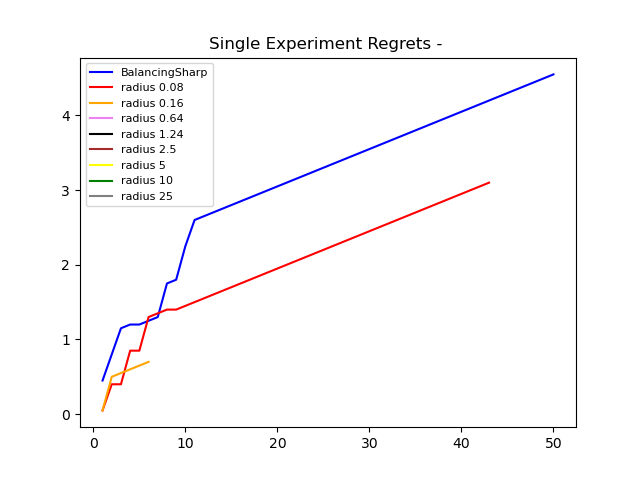 Single Experiment Regrets -
BalancingSharp
radius 0.08
radius 0.16
radius 0.64
radius 1.24
radius 2.5
radius 5
radius 10
radius 25
4
3
2
1
0
0 10 20 30 40 50